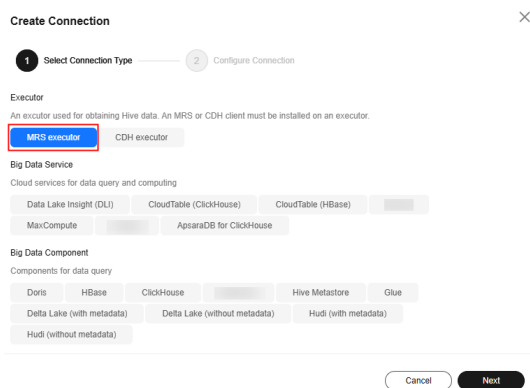 Create Connection
1 Select Connection Type 2 Configure Connection
Executor
An excutor used for obtaining Hive data. An MRS or CDH client must be installed on an executor.
MRS executor CDH executor
Big Data Service
Cloud services for data query and computing
Data Lake Insight (DLI) CloudTable (ClickHouse) CloudTable (HBase)
MaxCompute ApsaraDB for ClickHouse
Big Data Component
Components for data query
Doris HBase ClickHouse Hive Metastore Glue
Delta Lake (with metadata) Delta Lake (without metadata) Hudi (with metadata)
Hudi (without metadata)
Cancel Next